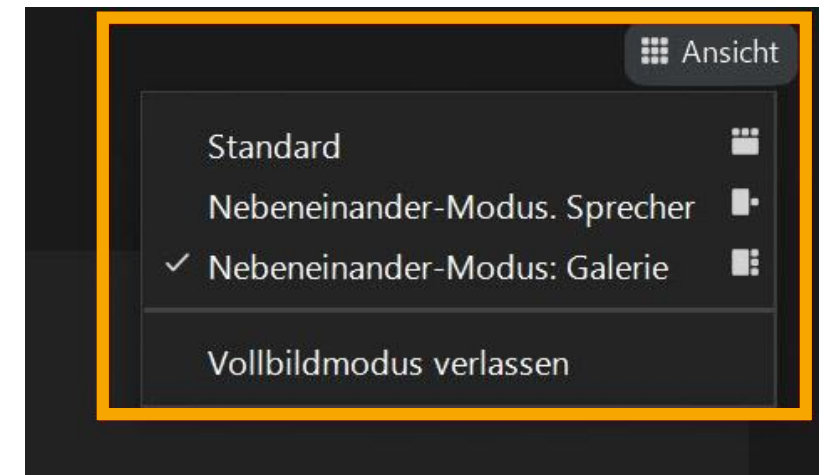 Ansicht
Standard
Nebeneinander-Modus. Sprecher
Nebeneinander-Modus: Galerie
Vollbildmodus verlassen